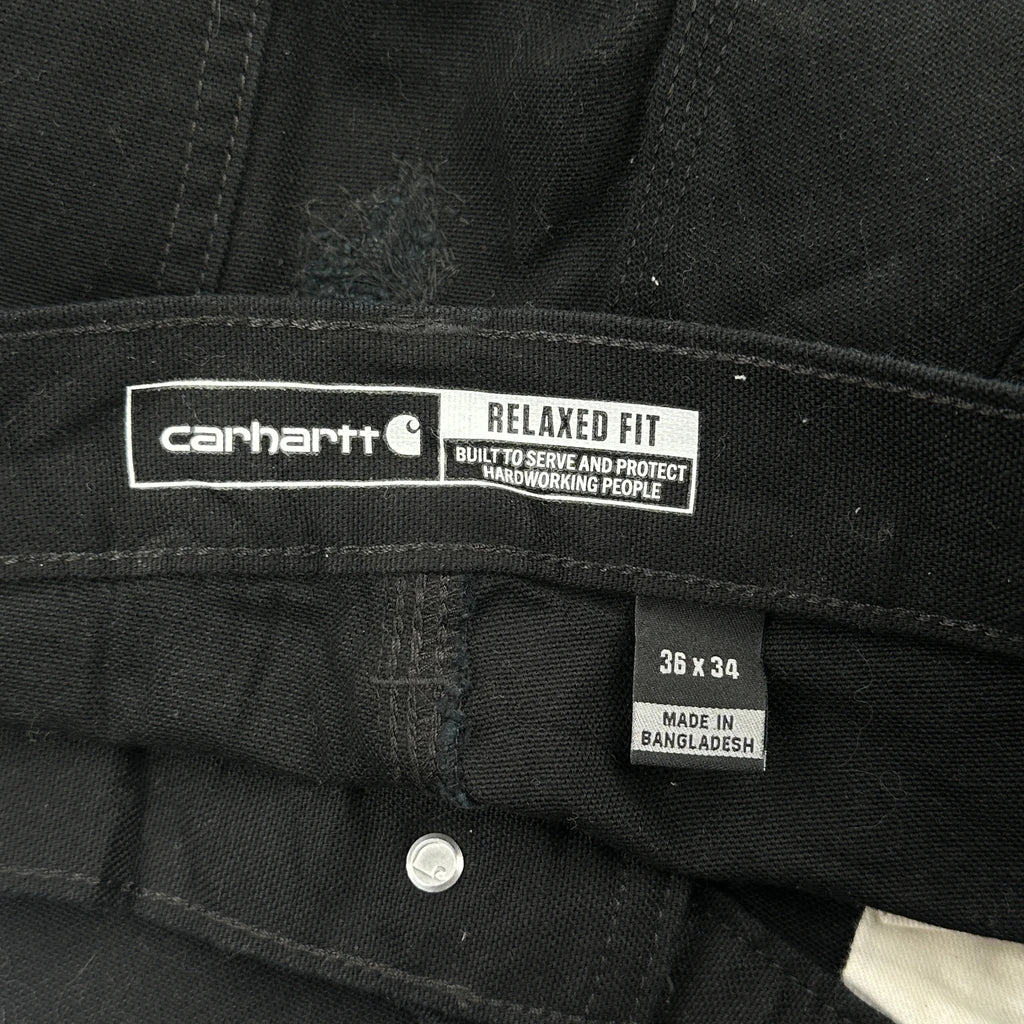 carhartt
RELAXED FIT
BUILT TO SERVE AND PROTECT
HARDWORKING PEOPLE
36 x 34
MADE IN
BANGLADESH